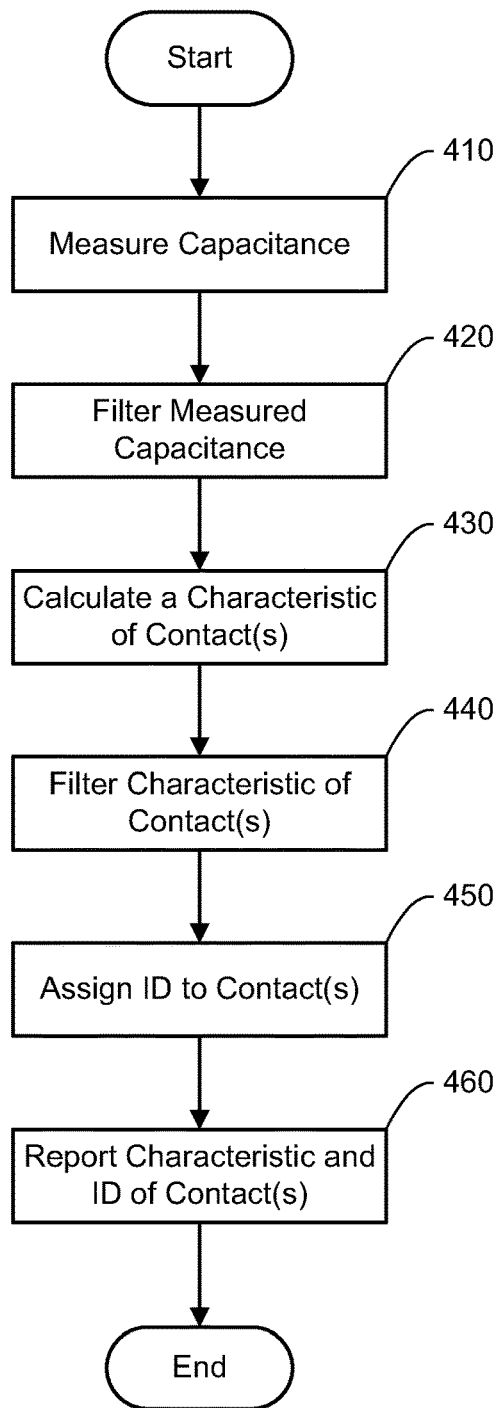 Start
410
Measure Capacitance
420
Filter Measured
Capacitance
430
Calculate a Characteristic
of Contact(s)
440
Filter Characteristic of
Contact(s)
450
Assign ID to Contact(s)
460
Report Characteristic and
ID of Contact(s)
End